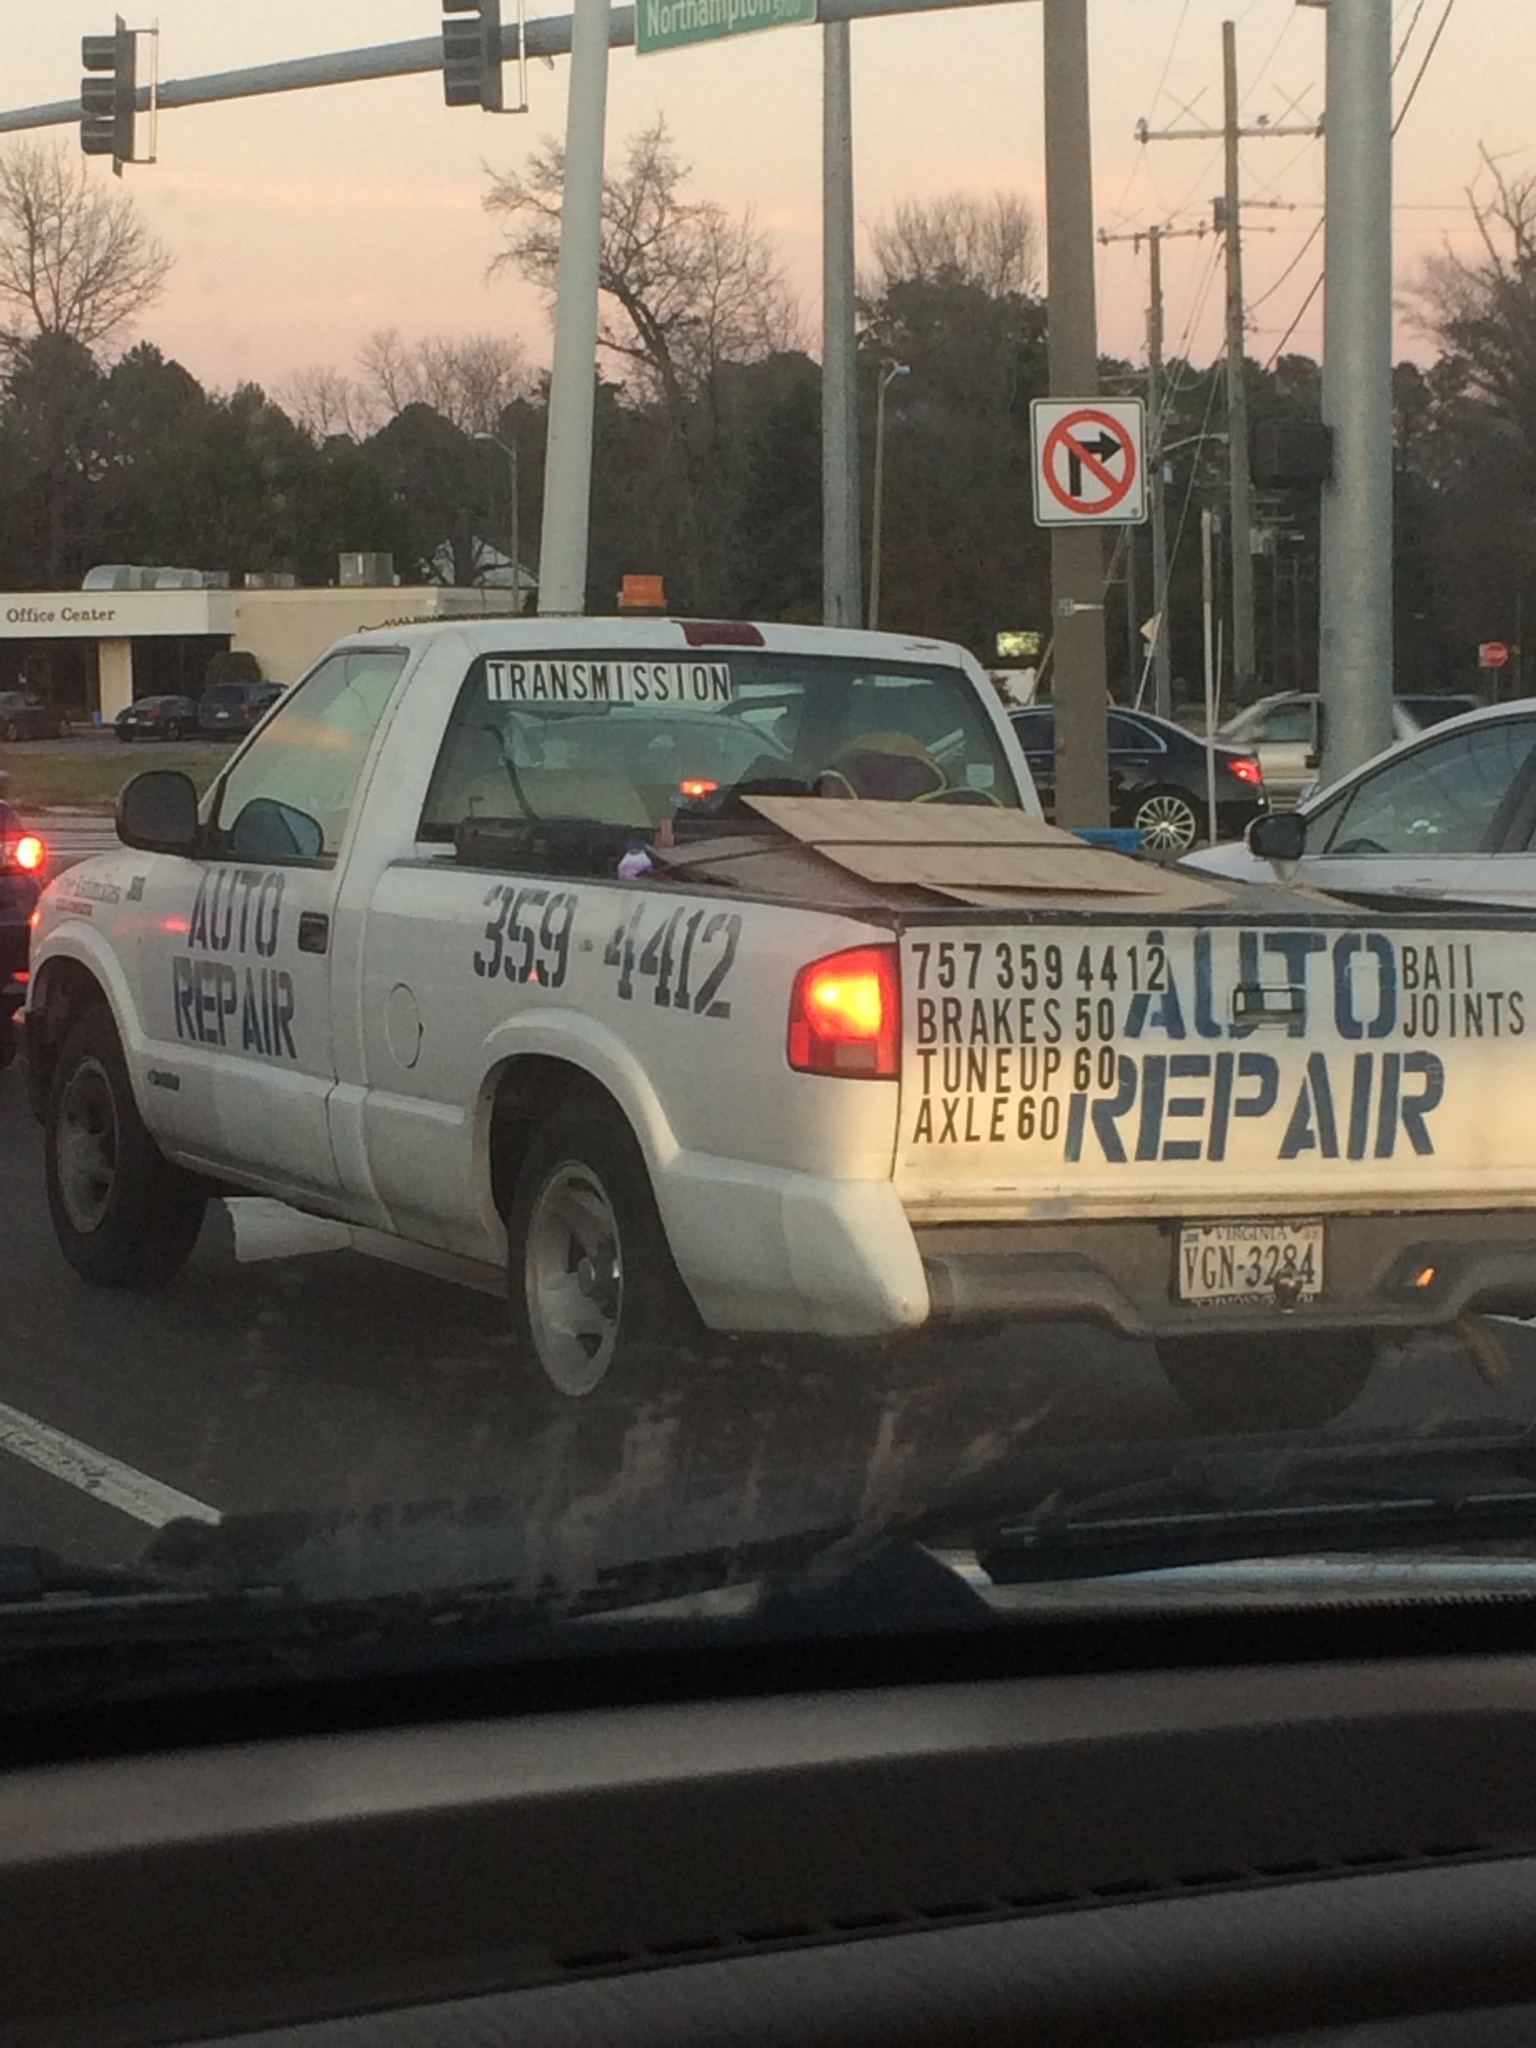 Northampton
Office Center
TRANSMISSION
AUTO
REPAIR
359-4412
757 359 4412
BRAKES 50
TUNEUP 60
AXLE 60
AUTO
REPAIR
BAll
JOINTS
VIRGINIA
VGN-3284